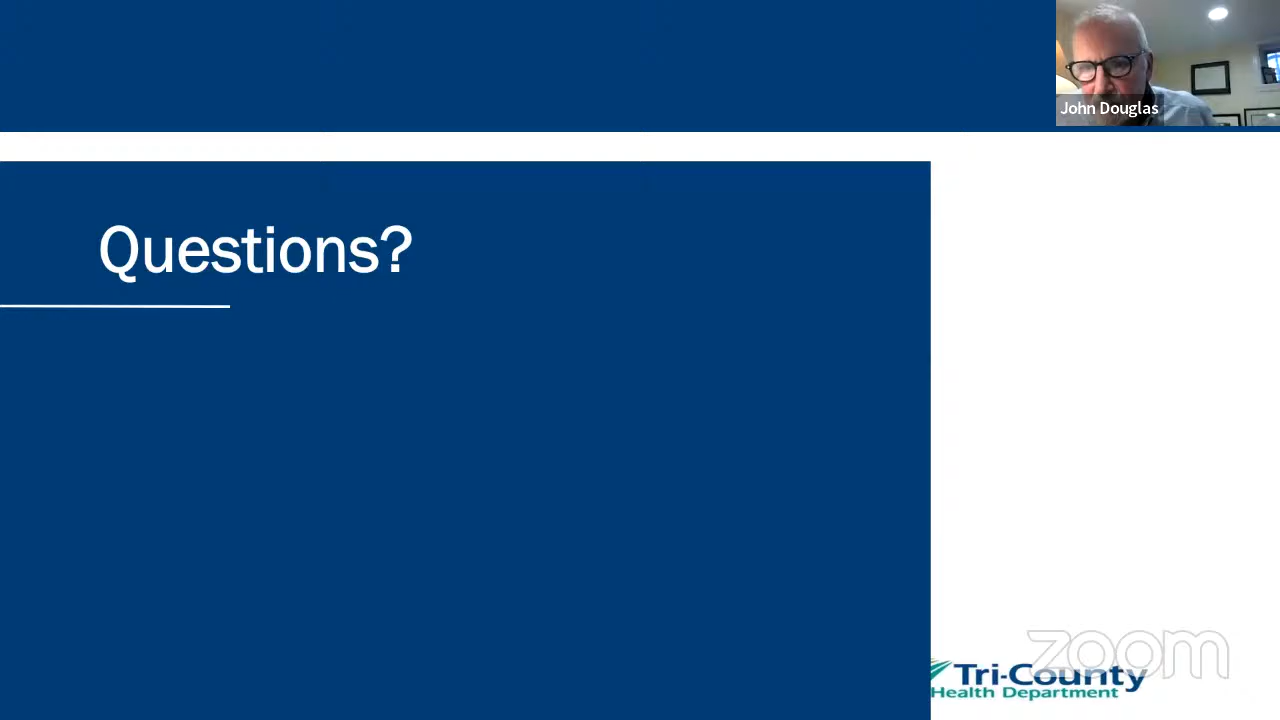 John Douglas
Questions?
zoom
Tri-County
Health Department